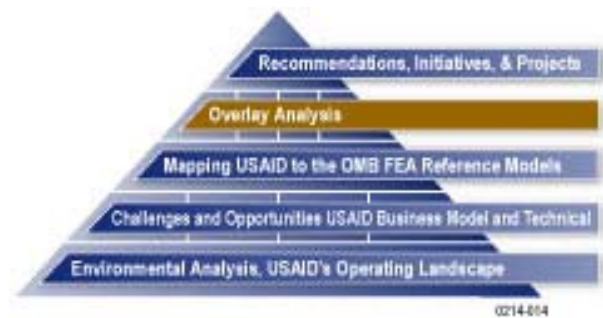 Recommendations, Initiatives, & Projects
Overlay Analysis
Mapping USAID to the OMB FEA Reference Models
Challenges and Opportunities USAID Business Model and Technical
Environmental Analysis, USAID's Operating Landscape
0214-014